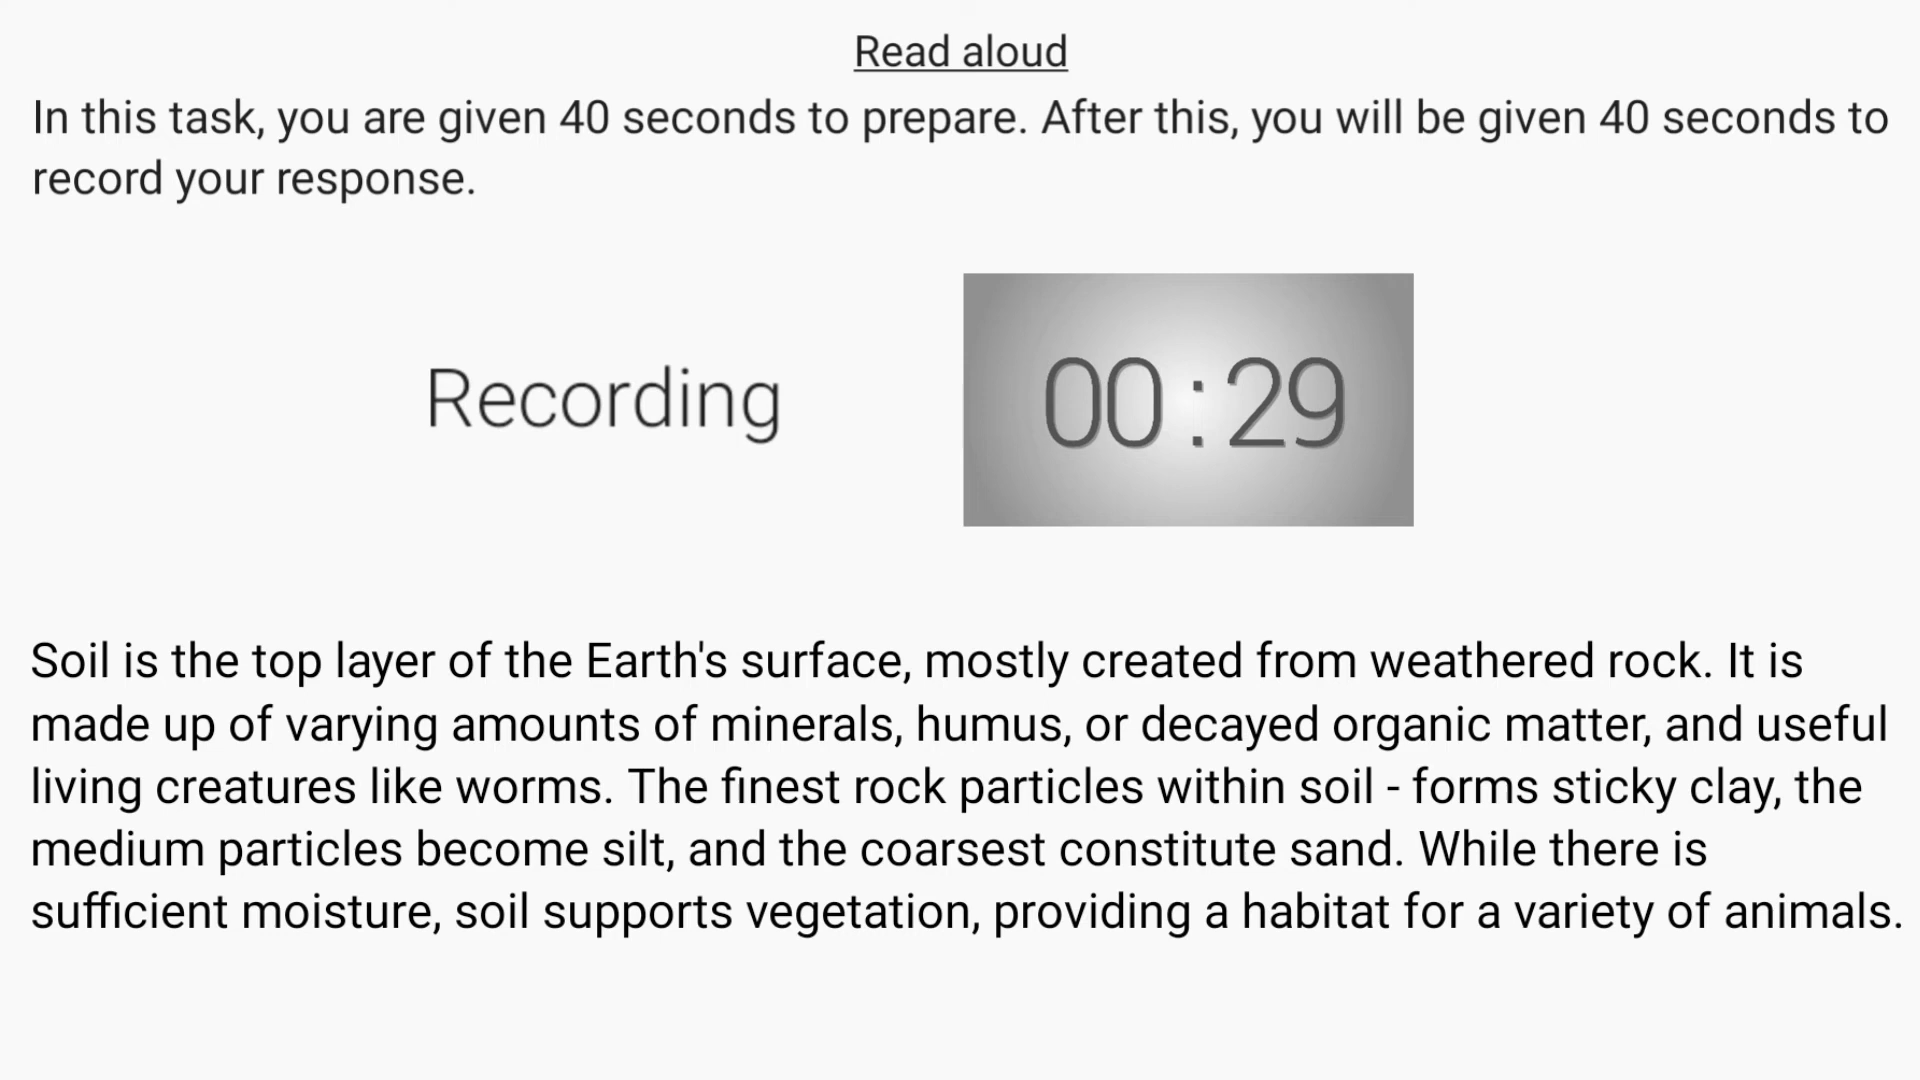 Read aloud
In this task, you are given 40 seconds to prepare. After this, you will be given 40 seconds to
record your response.
Recording
00:29
Soil is the top layer of the Earth's surface, mostly created from weathered rock. It is
made up of varying amounts of minerals, humus, or decayed organic matter, and useful
living creatures like worms. The finest rock particles within soil - forms sticky clay, the
medium particles become silt, and the coarsest constitute sand. While there is
sufficient moisture, soil supports vegetation, providing a habitat for a variety of animals.